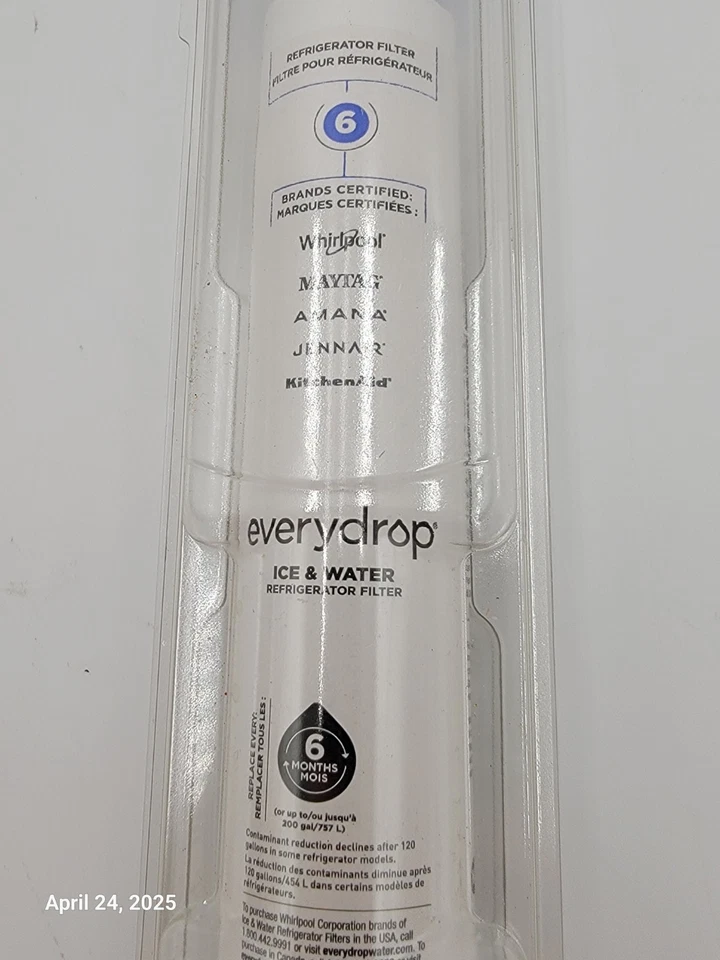 REFRIGERATOR FILTER
FILTRE POUR RÉFRIGÉRATEUR
6
BRANDS CERTIFIED:
MARQUES CERTIFIÉES :
Whirlpool®
MAYTAG®
AMANA®
JENNAIR®
KitchenAid®
everydrop®
ICE & WATER
REFRIGERATOR FILTER
REPLACE EVERY:
REMPLACER TOUS LES :
6
MONTHS
MOIS
(or up to/ou jusqu'à
200 gal/757 L)
Contaminant reduction declines after 120
gallons in some refrigerator models.
La réduction des contaminants diminue après
120 gallons/454 L dans certains modèles de
réfrigérateurs.
To purchase Whirlpool Corporation brands of
Ice & Water Refrigerator Filters in the USA, call
1.800.442.9991 or visit everydropwater.com. To
purchase in Canada
April 24, 2025